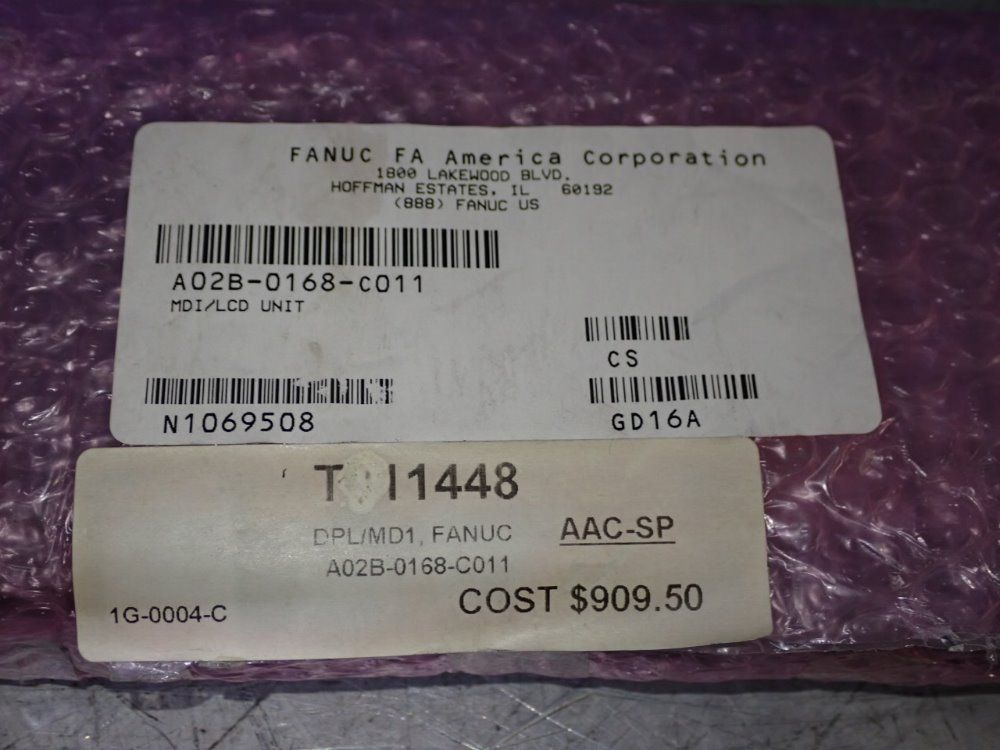 FANUC FA America Corporation
1800 LAKEWOOD BLVD.
HOFFMAN ESTATES, IL 60192
(888) FANUC US
A02B-0168-C011
MDI/LCD UNIT
CS
N1069508
GD16A
DPL/MD1, FANUC
AAC-SP
A02B-0168-C011
COST $909.50
1G-0004-C